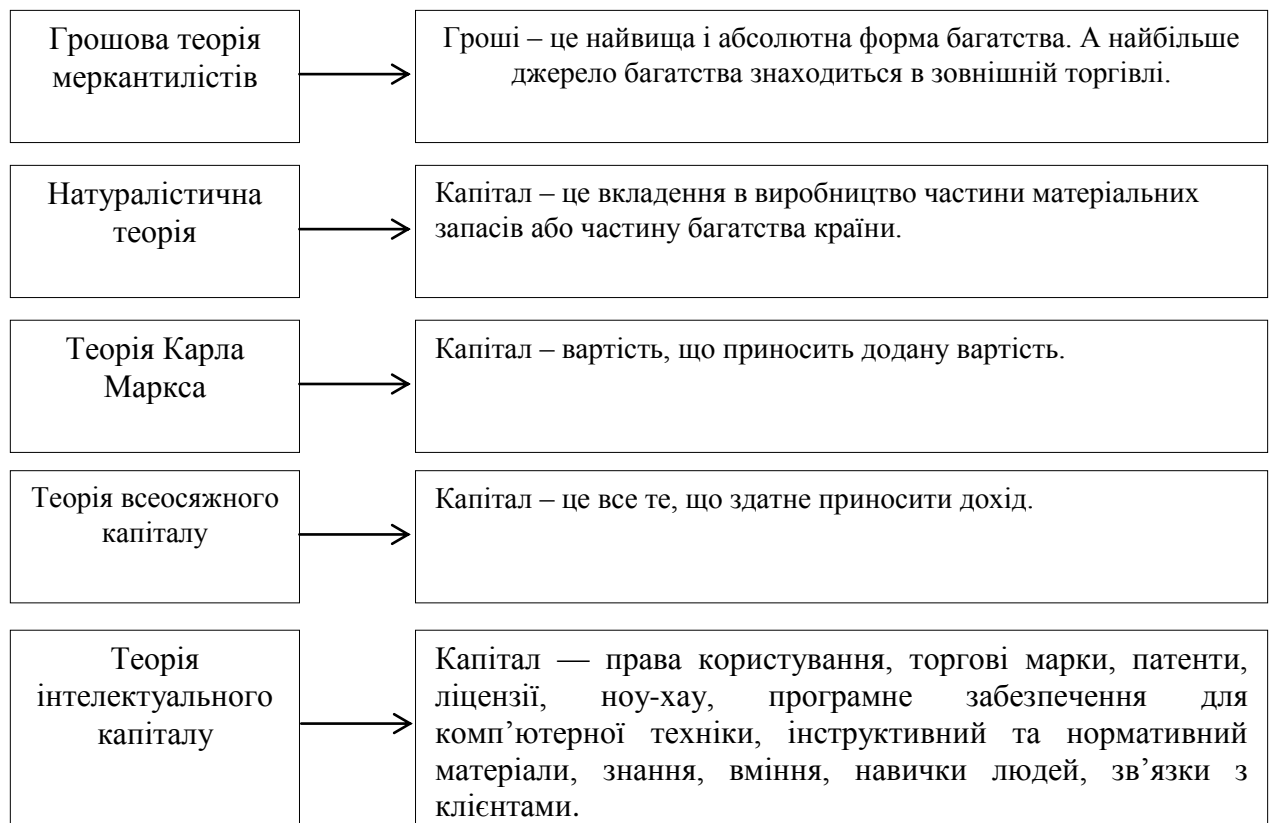 Грошова теорія
меркантилістів
Гроші – це найвища і абсолютна форма багатства. А найбільше
джерело багатства знаходиться в зовнішній торгівлі.
Натуралістична
теорія
Капітал – це вкладення в виробництво частини матеріальних
запасів або частину багатства країни.
Теорія Карла
Маркса
Капітал – вартість, що приносить додану вартість.
Теорія всеосяжного
капіталу
Капітал – це все те, що здатне приносити дохід.
Теорія
інтелектуального
капіталу
Капітал — права користування, торгові марки, патенти,
ліцензії, ноу-хау, програмне забезпечення для
комп’ютерної техніки, інструктивний та нормативний
матеріали, знання, вміння, навички людей, зв’язки з
клієнтами.